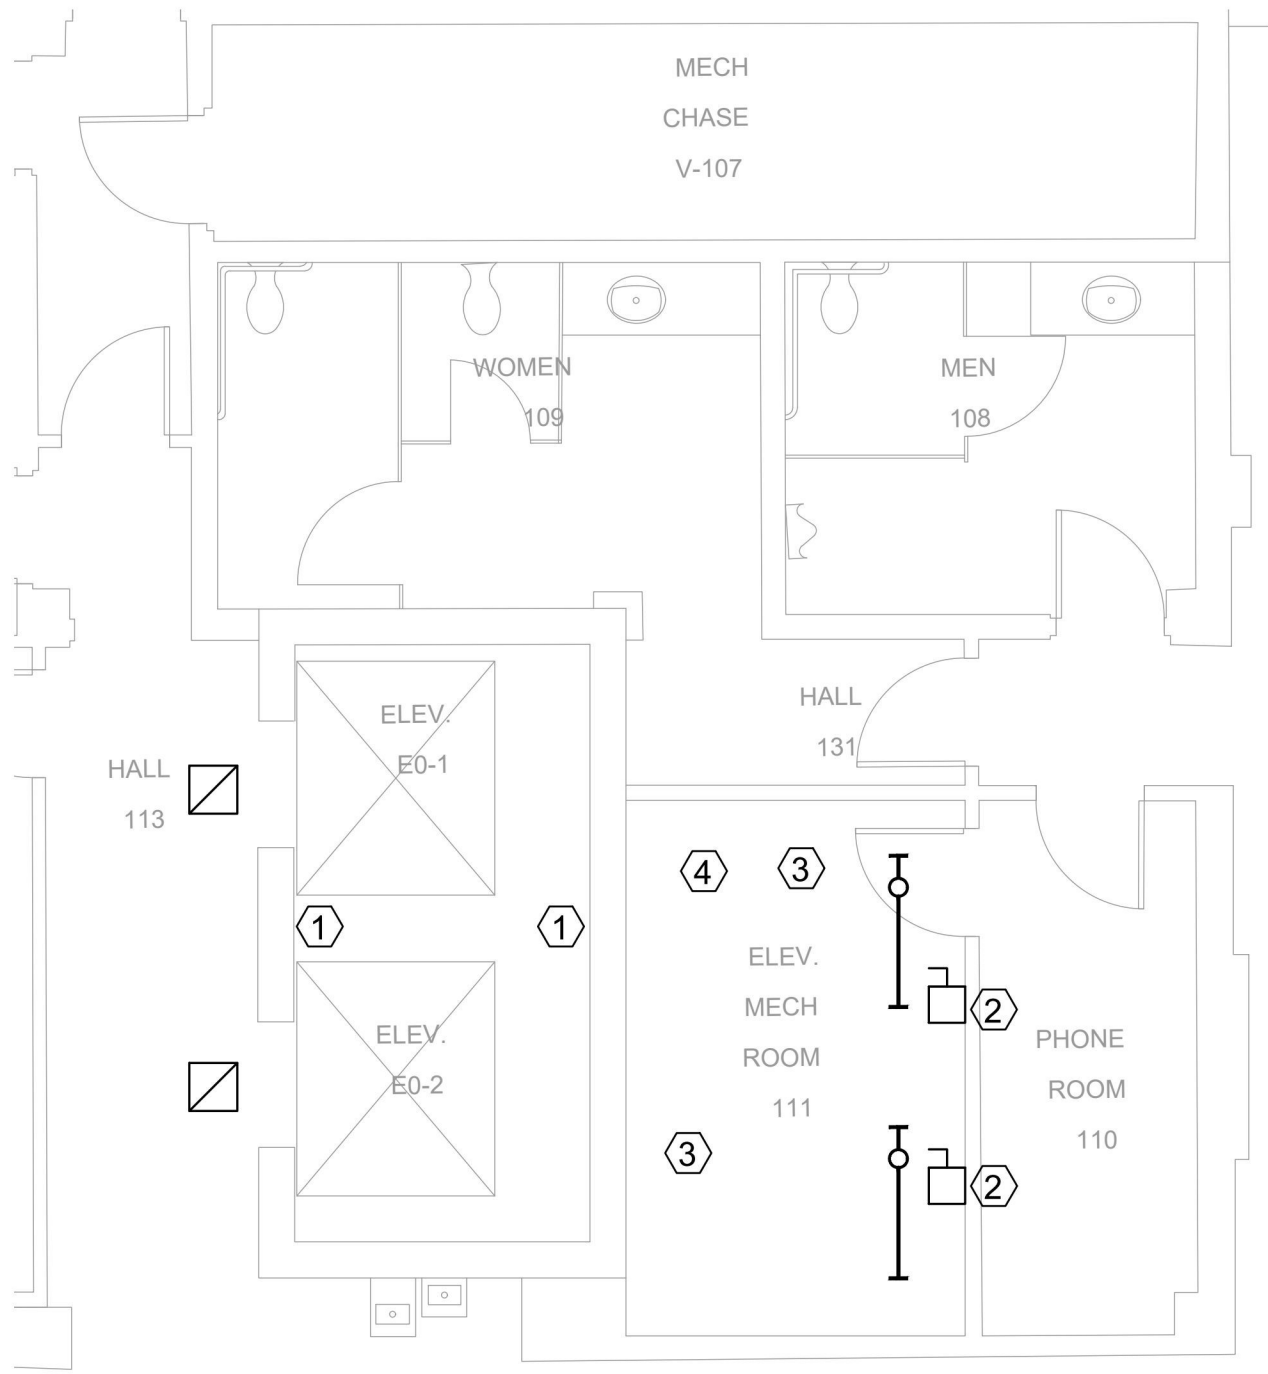 MECH
CHASE
V-107
WOMEN
109
MEN
108
HALL
131
ELEV.
E0-1
HALL
113
4
3
1
1
ELEV.
MECH
ROOM
111
2
ELEV.
E0-2
PHONE
ROOM
110
3
2